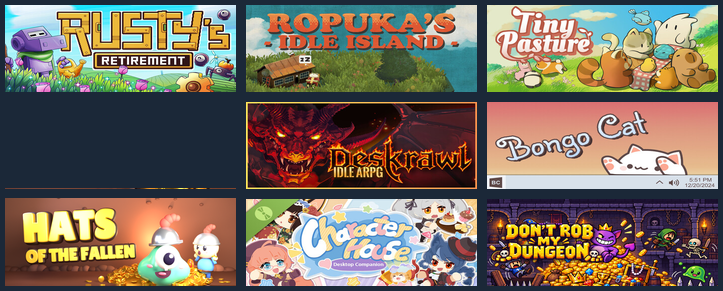 RUSTY's
RETIREMENT
ROPUKA'S
- IDLE ISLAND -
zZ
Tiny
Pasture
Deskrawl
IDLE ARPG
Bongo Cat
BC
5:51 PM
12/20/2024
HATS
OF THE FALLEN
Character
House
Desktop Companion
DON'T ROB
MY
DUNGEON